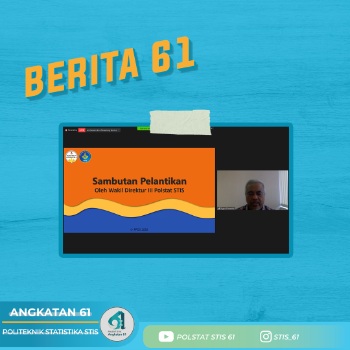 BERITA 61
Sambutan Pelantikan
Oleh Wakil Direktur III Polstat STIS
ANGKATAN 61
POLITEKNIK STATISTIKA STIS
POLSTAT STIS 61
STIS_61